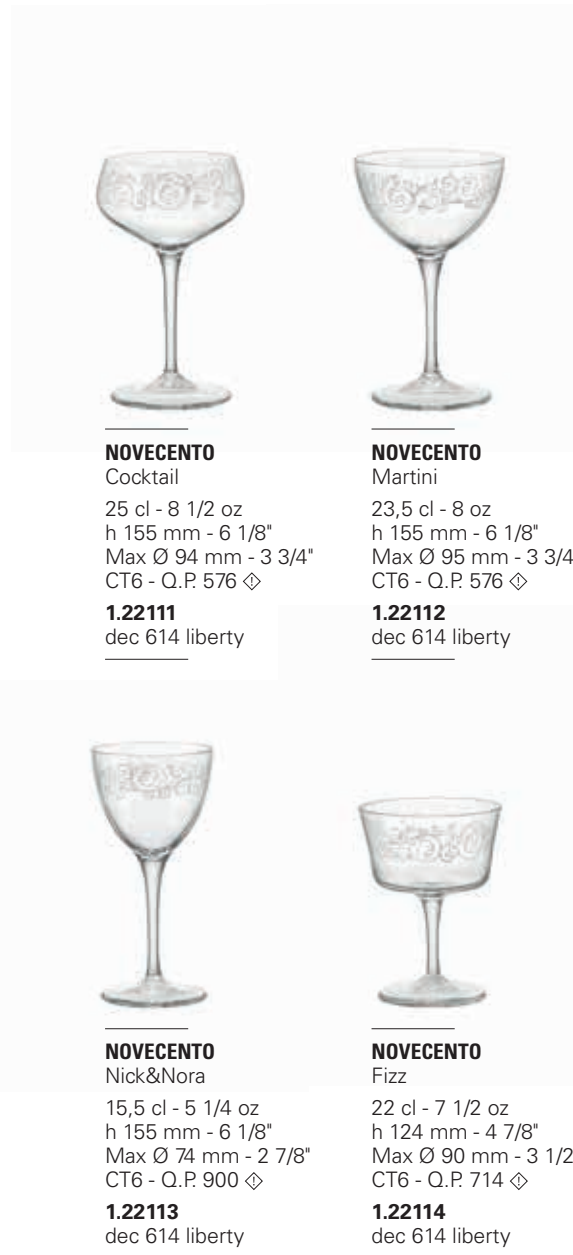 NOVECENTO
Cocktail
25 cl - 8 1/2 oz
h 155 mm - 6 1/8"
Max Ø 94 mm - 3 3/4"
CT6 - Q.P. 576
1.22111
dec 614 liberty
NOVECENTO
Martini
23,5 cl - 8 oz
h 155 mm - 6 1/8"
Max Ø 95 mm - 3 3/4
CT6 - Q.P. 576
1.22112
dec 614 liberty
NOVECENTO
Nick&Nora
15,5 cl - 5 1/4 oz
h 155 mm - 6 1/8"
Max Ø 74 mm - 2 7/8"
CT6 - Q.P. 900
1.22113
dec 614 liberty
NOVECENTO
Fizz
22 cl - 7 1/2 oz
h 124 mm - 4 7/8"
Max Ø 90 mm - 3 1/2
CT6 - Q.P. 714
1.22114
dec 614 liberty